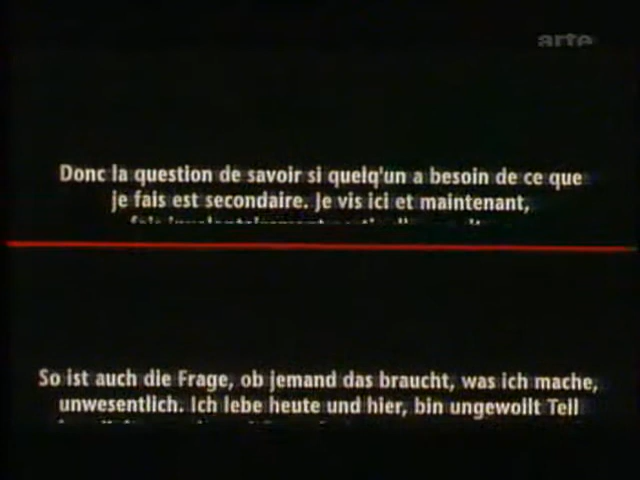 arte
Donc la question de savoir si quelq'un a besoin de ce que
je fais est secondaire. Je vis ici et maintenant,
So ist auch die Frage, ob jemand das braucht, was ich mache,
unwesentlich. Ich lebe heute und hier, bin ungewollt Teil